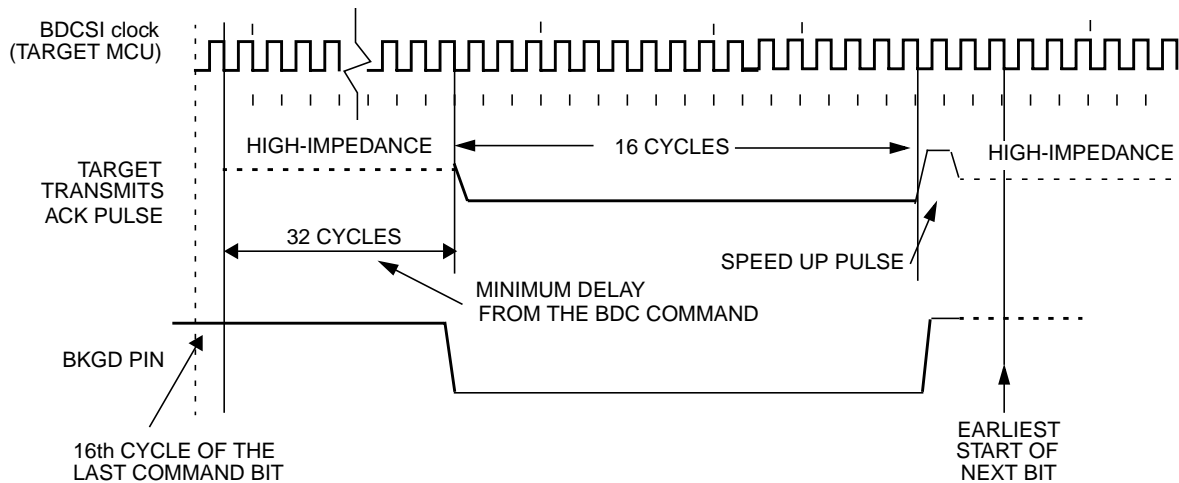 BDCSI clock
(TARGET MCU)
HIGH-IMPEDANCE
16 CYCLES
HIGH-IMPEDANCE
TARGET
TRANSMITS
ACK PULSE
32 CYCLES
SPEED UP PULSE
MINIMUM DELAY
FROM THE BDC COMMAND
BKGD PIN
16th CYCLE OF THE
LAST COMMAND BIT
EARLIEST
START OF
NEXT BIT